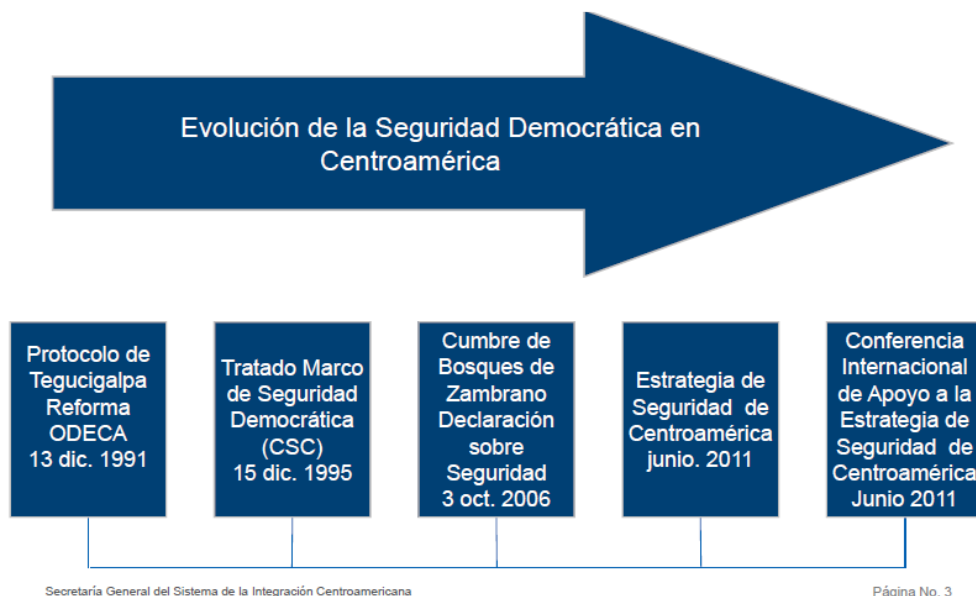 Evolución de la Seguridad Democrática en
Centroamérica
Protocolo de
Tegucigalpa
Reforma
ODECA
13 dic. 1991
Tratado Marco
de Seguridad
Democrática
(CSC)
15 dic. 1995
Cumbre de
Bosques de
Zambrano
Declaración
sobre
Seguridad
3 oct. 2006
Estrategia de
Seguridad de
Centroamérica
junio. 2011
Conferencia
Internacional
de Apoyo a la
Estrategia de
Seguridad de
Centroamérica
Junio 2011
Secretaría General del Sistema de la Integración Centroamericana
Página No. 3